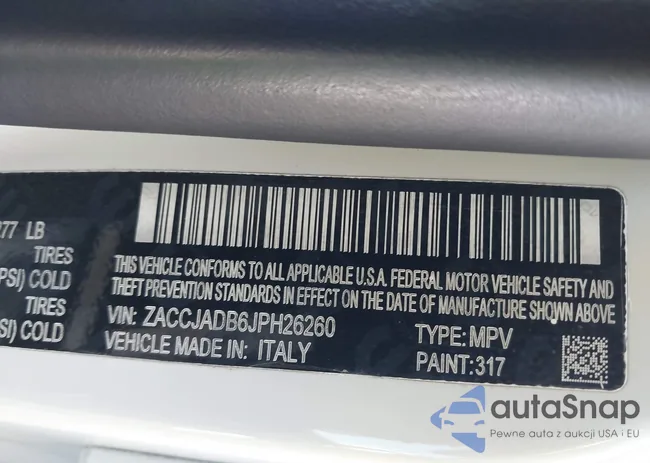 277 LB
TIRES
PSI) COLD
TIRES
SI) COLD
THIS VEHICLE CONFORMS TO ALL APPLICABLE U.S.A. FEDERAL MOTOR VEHICLE SAFETY AND
THEFT PREVENTION STANDARDS IN EFFECT ON THE DATE OF MANUFACTURE SHOWN ABOVE
VIN: ZACCJADB6JPH26260 TYPE: MPV
VEHICLE MADE IN: ITALY PAINT: 317
autaSnap
Pewne auta z aukcji USA i EU